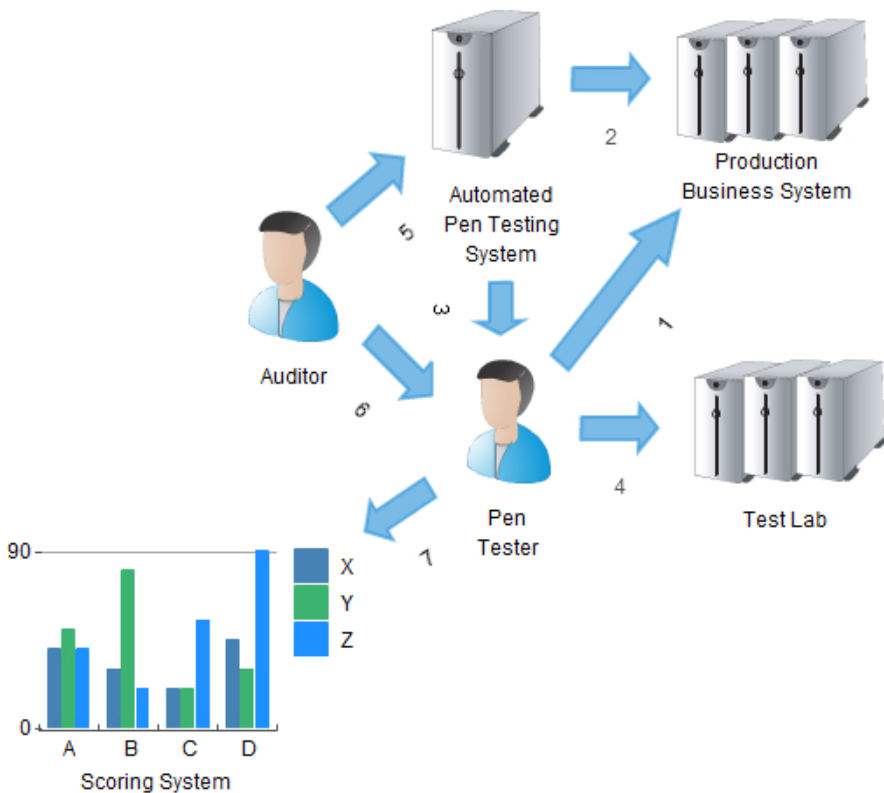 2
Production
Business System
Automated
Pen Testing
System
5
3
1
Auditor
6
4
Pen
Tester
Test Lab
7
90
X
Y
Z
0
A B C D
Scoring System